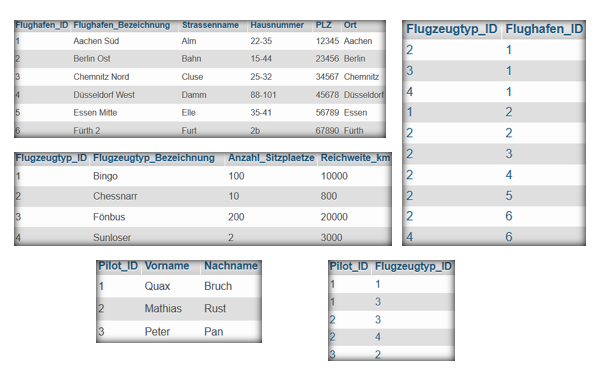 Flughafen_ID Flughafen_Bezeichnung Strassenname Hausnummer PLZ Ort
1 Aachen Süd Alm 22-35 12345 Aachen
2 Berlin Ost Bahn 15-44 23456 Berlin
3 Chemnitz Nord Cluse 25-32 34567 Chemnitz
4 Düsseldorf West Damm 88-101 45678 Düsseldorf
5 Essen Mitte Elle 35-41 56789 Essen
6 Fürth 2 Furt 2b 67890 Fürth
Flugzeugtyp_ID Flughafen_ID
2 1
3 1
4 1
1 2
2 2
2 3
2 4
2 5
2 6
4 6
Flugzeugtyp_ID Flugzeugtyp_Bezeichnung Anzahl_Sitzplaetze Reichweite_km
1 Bingo 100 10000
2 Chessnarr 10 800
3 Fönbus 200 20000
4 Sunloser 2 3000
Pilot_ID Vorname Nachname
1 Quax Bruch
2 Mathias Rust
3 Peter Pan
Pilot_ID Flugzeugtyp_ID
1 1
1 3
2 3
2 4
3 2